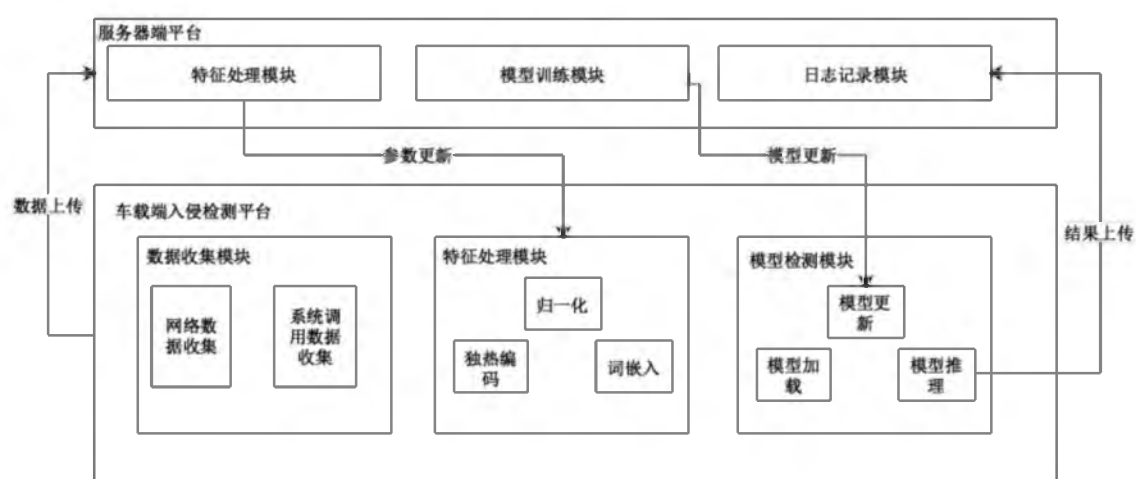 服务器端平台
特征处理模块
模型训练模块
日志记录模块
参数更新
模型更新
数据上传
结果上传
车载端入侵检测平台
数据收集模块
网络数
据收集
系统调
用数据
收集
特征处理模块
归一化
独热编
码
词嵌入
模型检测模块
模型更
新
模型加
载
模型推
理